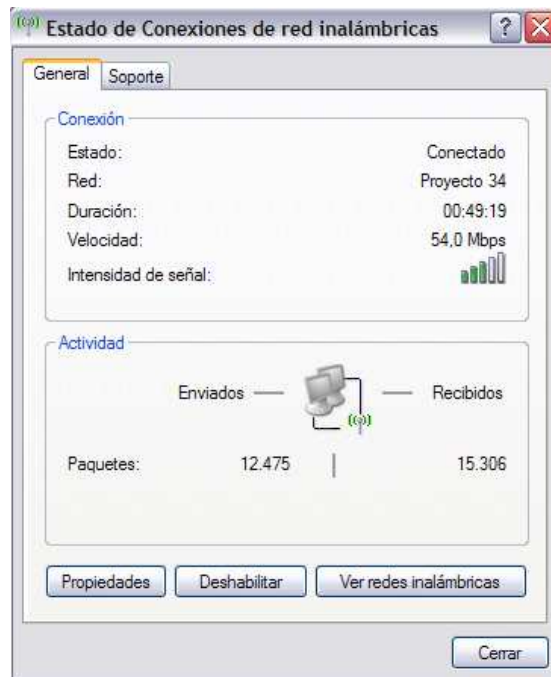 Estado de Conexiones de red inalámbricas
General Soporte
Conexión
Estado: Conectado
Red: Proyecto 34
Duración: 00:49:19
Velocidad: 54,0 Mbps
Intensidad de señal:
Actividad
Enviados Recibidos
Paquetes: 12.475 15.306
Propiedades Deshabilitar Ver redes inalámbricas
Cerrar